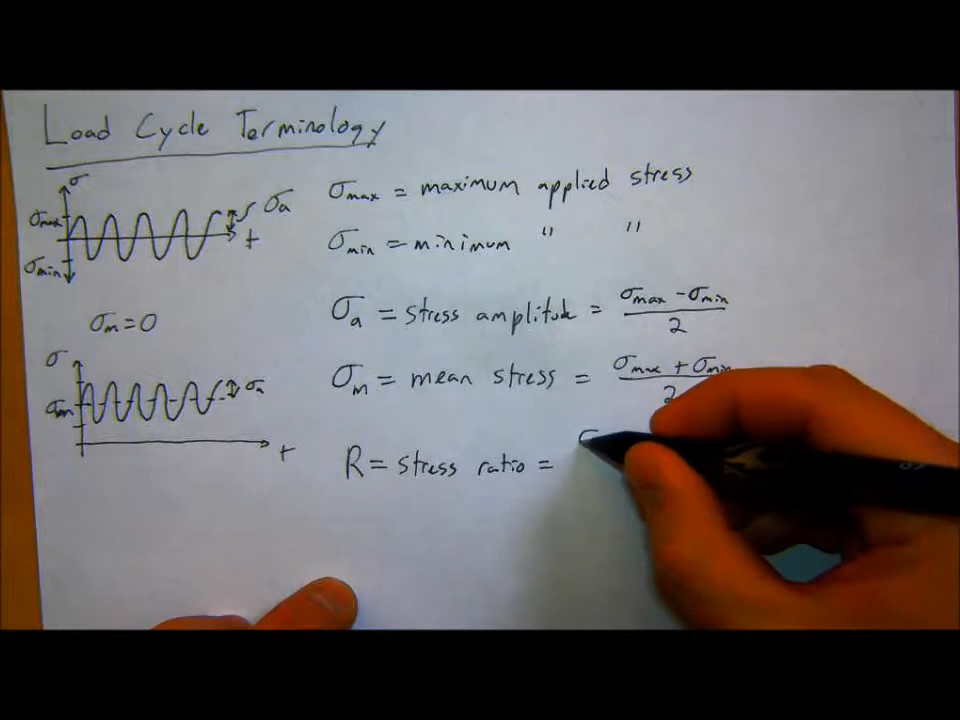 Load Cycle Terminology
σ
σmax
σa
t
σmin
σm = 0
σ
σm
σa
t
σmax = maximum applied stress
σmin = minimum " "
σa = stress amplitude = σmax - σmin / 2
σm = mean stress = σmax + σmin / 2
R = stress ratio =